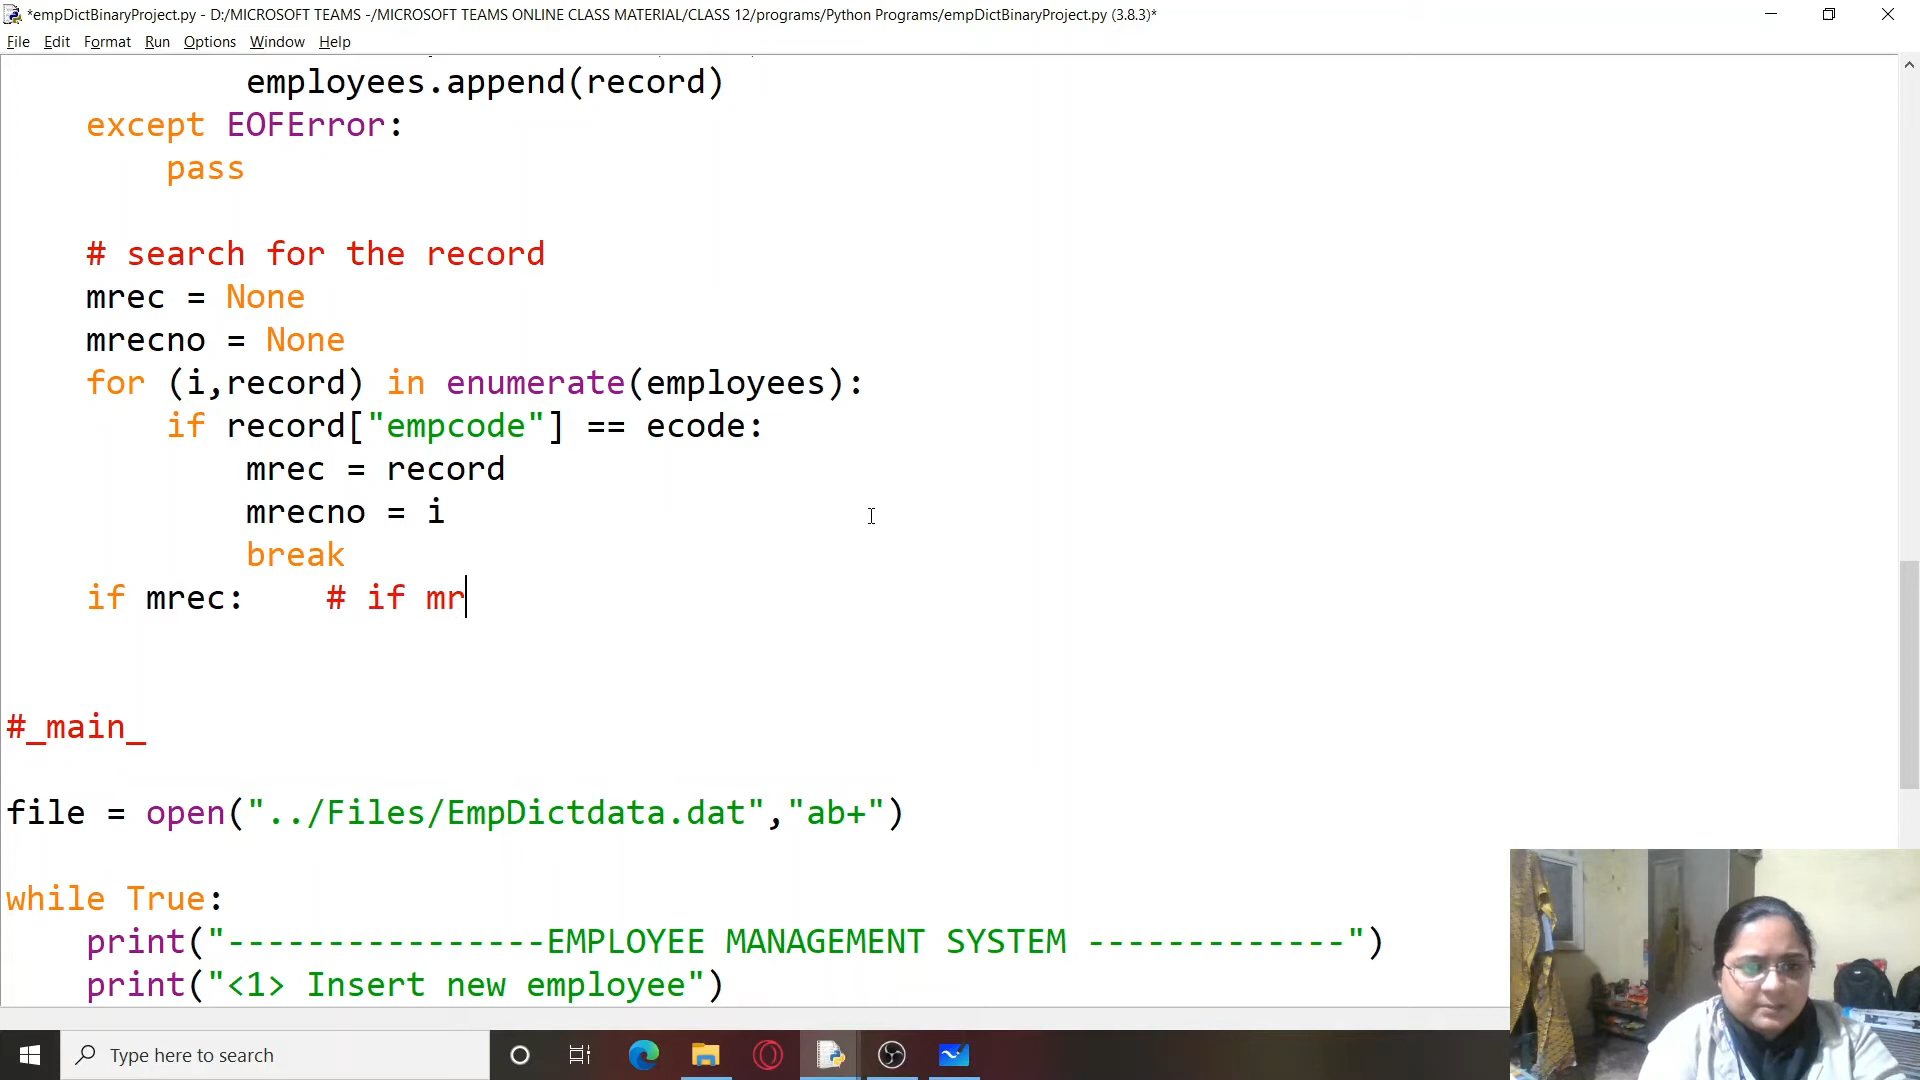 *empDictBinaryProject.py - D:/MICROSOFT TEAMS -/MICROSOFT TEAMS ONLINE CLASS MATERIAL/CLASS 12/programs/Python Programs/empDictBinaryProject.py (3.8.3)*
File Edit Format Run Options Window Help
employees.append(record)
except EOFError:
pass
# search for the record
mrec = None
mrecno = None
for (i,record) in enumerate(employees):
if record["empcode"] == ecode:
mrec = record
mrecno = i
break
if mrec:    # if mr
#_main_
file = open("../Files/EmpDictdata.dat","ab+")
while True:
print("----------------EMPLOYEE MANAGEMENT SYSTEM -------------")
print("<1> Insert new employee")
Type here to search